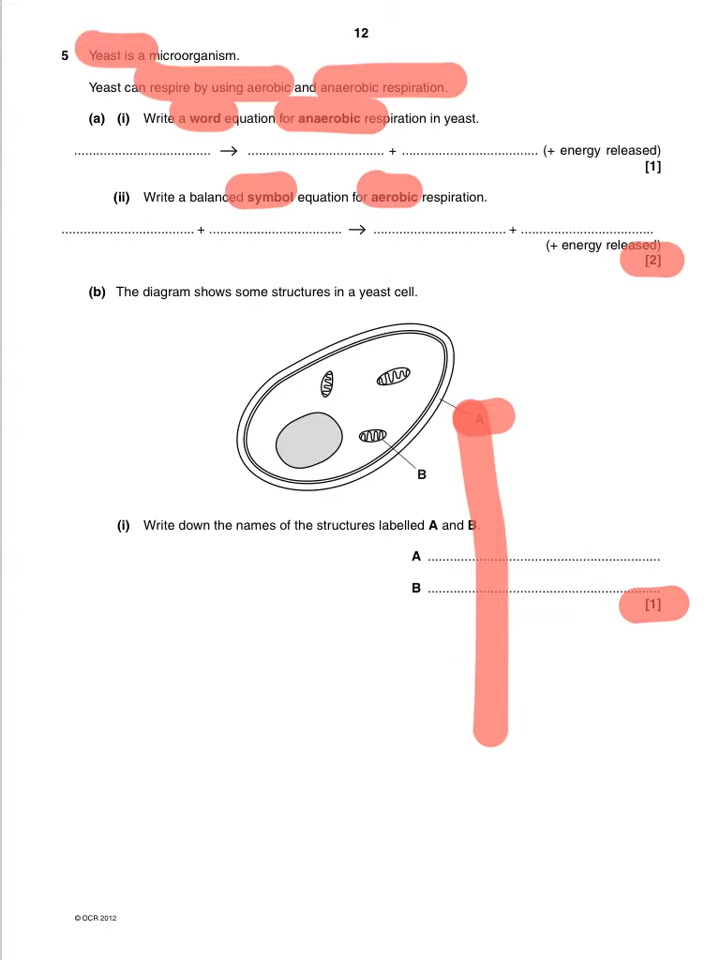 12
5 Yeast is a microorganism.
Yeast can respire by using aerobic and anaerobic respiration.
(a) (i) Write a word equation for anaerobic respiration in yeast.
..................................... → ..................................... + ..................................... (+ energy released)
[1]
(ii) Write a balanced symbol equation for aerobic respiration.
.................................... + .................................... → .................................... + ....................................
(+ energy released)
[2]
(b) The diagram shows some structures in a yeast cell.
A
B
(i) Write down the names of the structures labelled A and B.
A ...............................................................
B ...............................................................
[1]
© OCR 2012